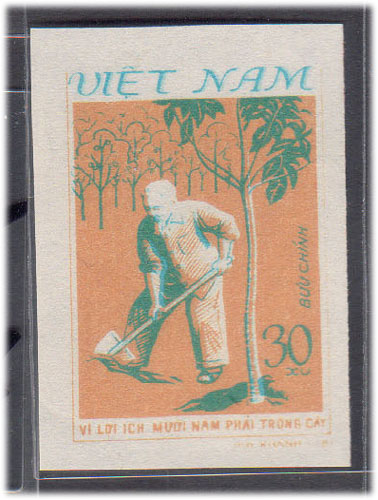 VIỆT NAM
BƯU CHÍNH
30
XU
VÌ LỢI ÍCH MƯỜI NĂM PHẢI TRỒNG CÂY